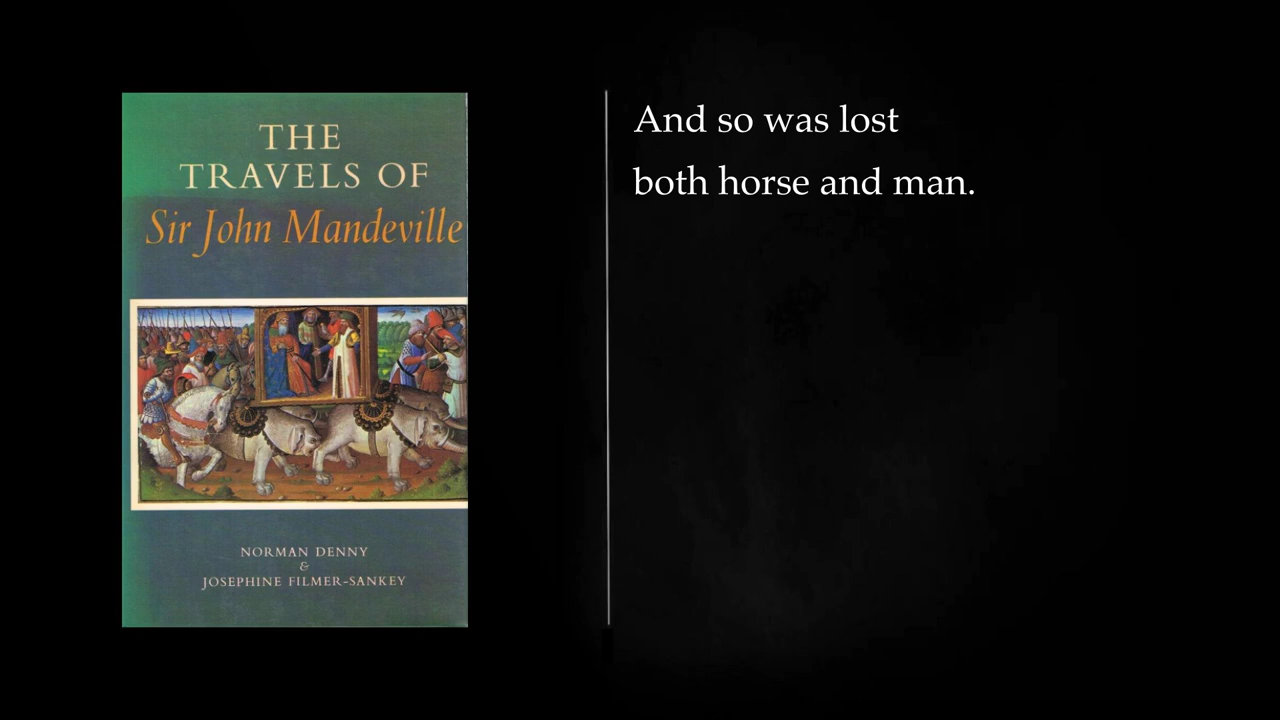 THE
TRAVELS OF
Sir John Mandeville
NORMAN DENNY
&
JOSEPHINE FILMER-SANKEY
And so was lost
both horse and man.